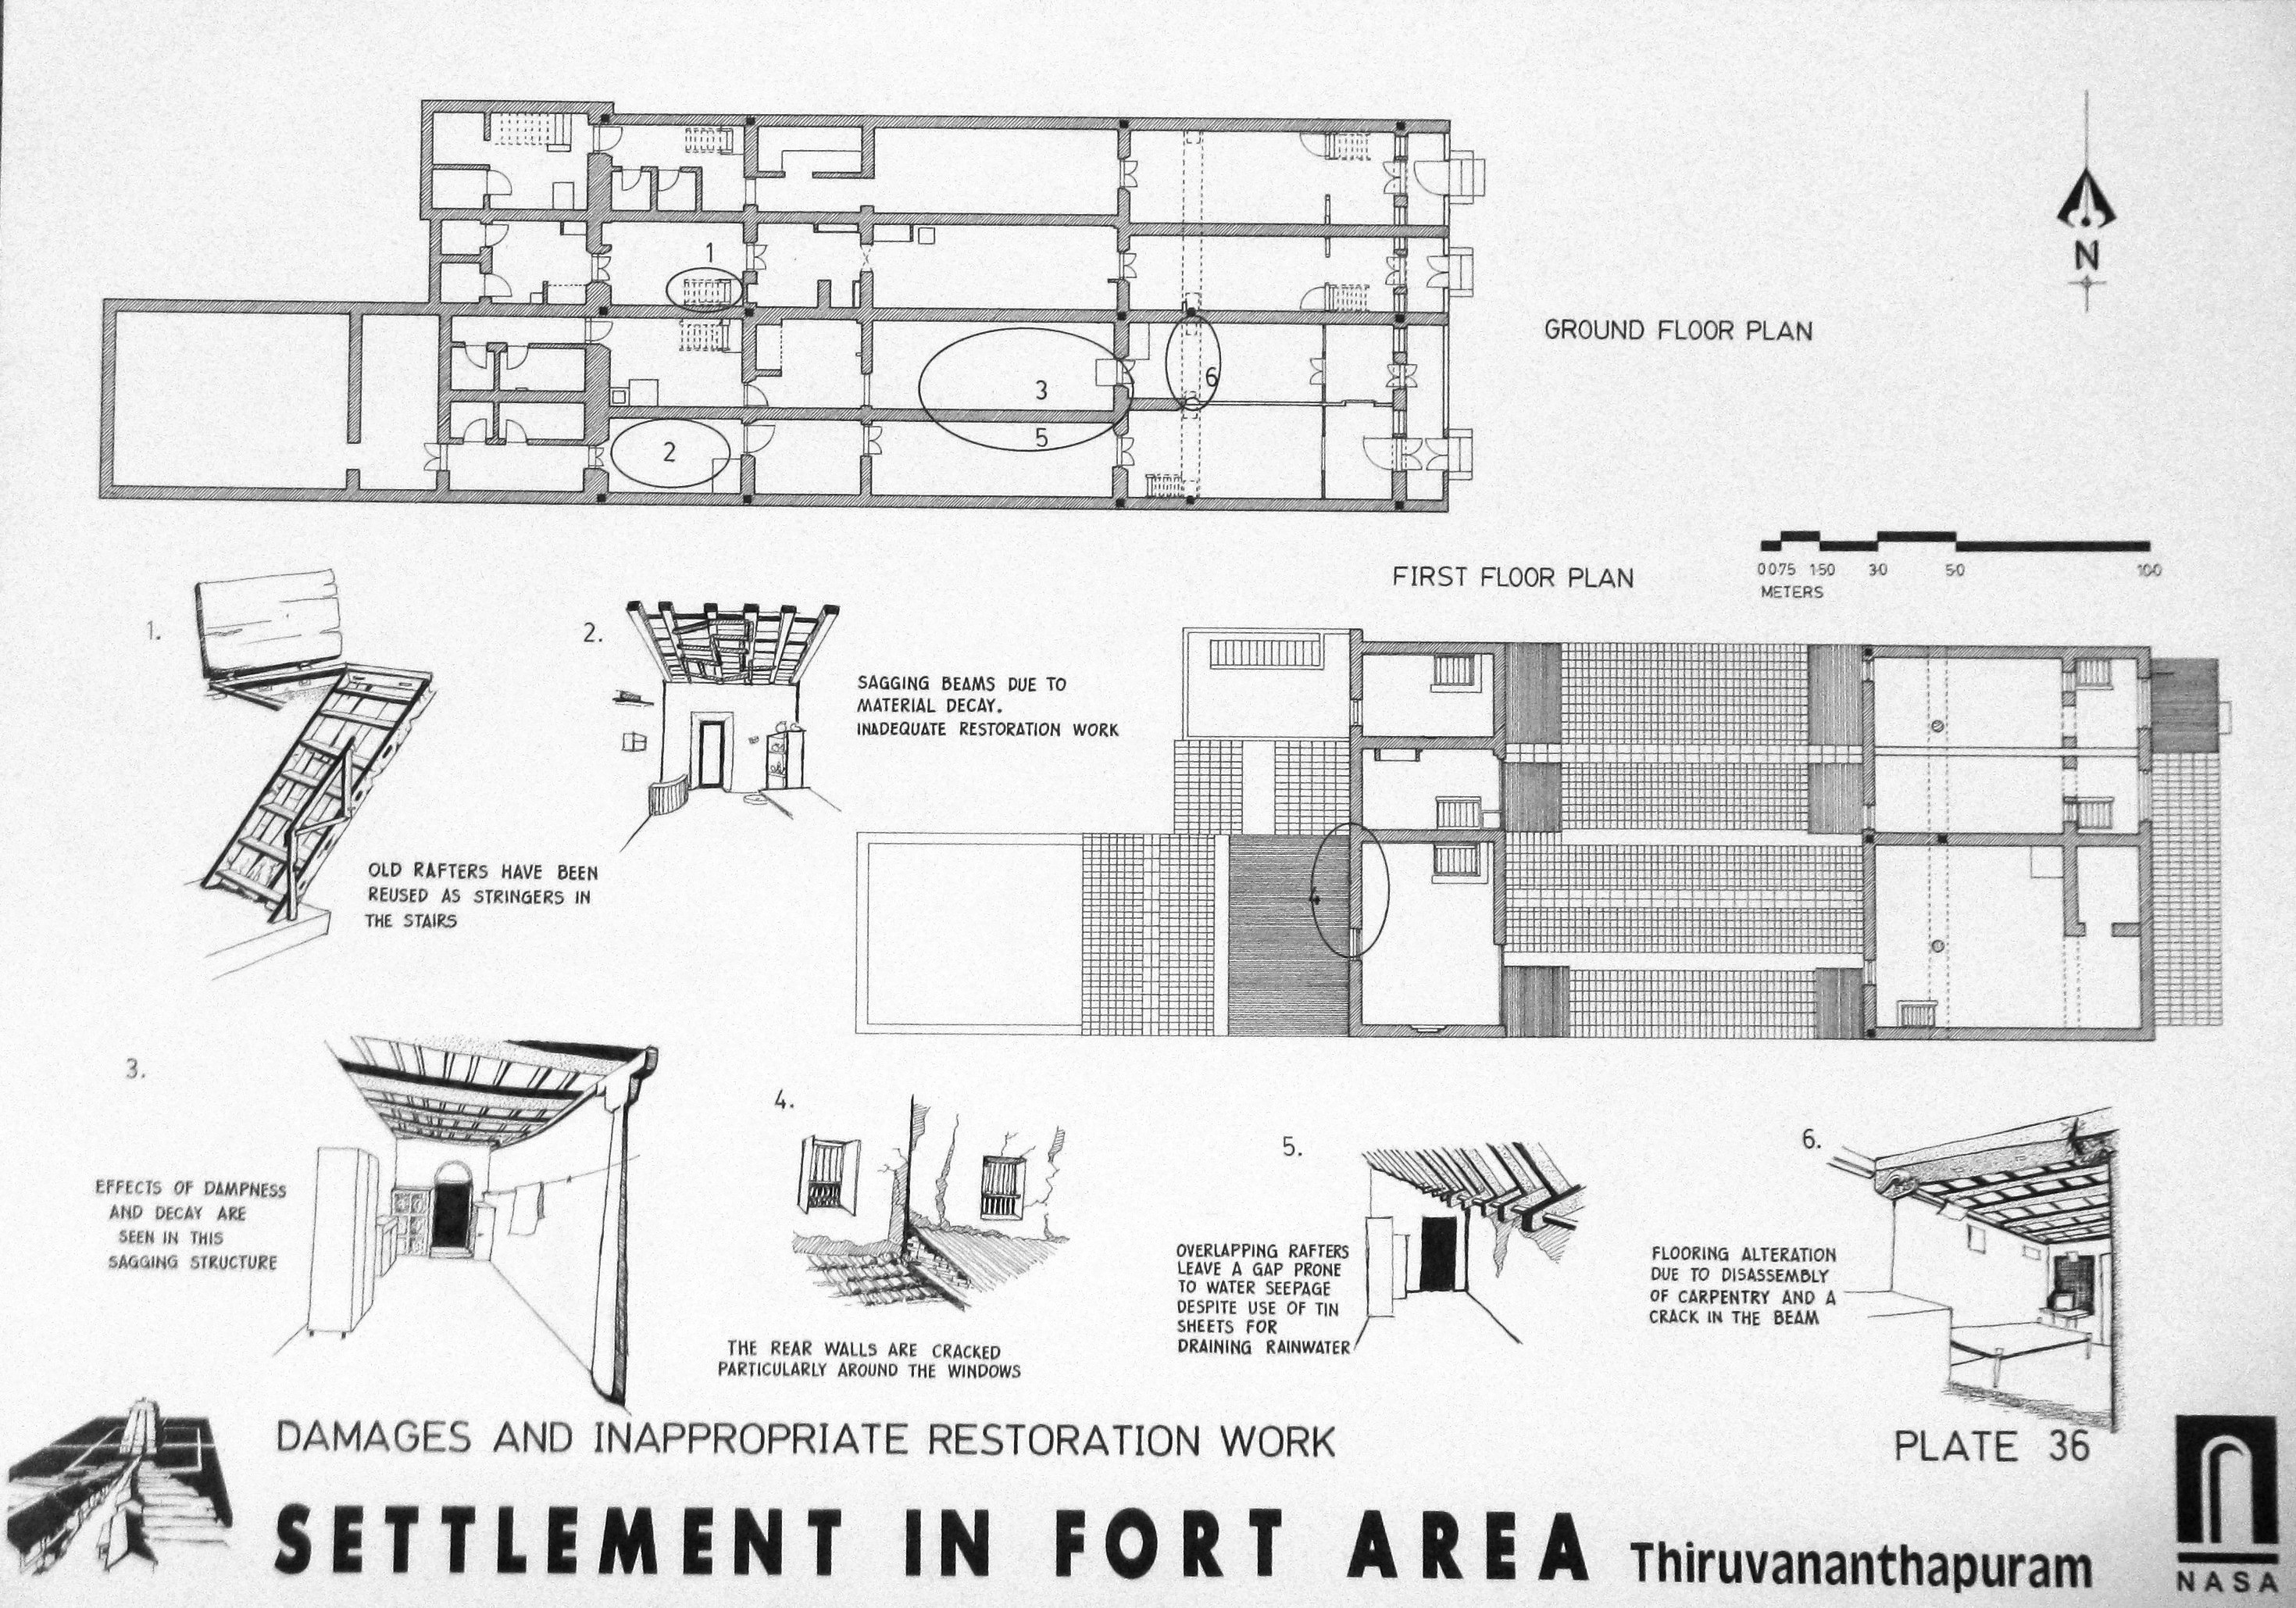 1
2
3
5
6
N
GROUND FLOOR PLAN
0 0·75 1·50 3·0 5·0 10·0
METERS
FIRST FLOOR PLAN
1.
OLD RAFTERS HAVE BEEN
REUSED AS STRINGERS IN
THE STAIRS
2.
SAGGING BEAMS DUE TO
MATERIAL DECAY.
INADEQUATE RESTORATION WORK
4
3.
EFFECTS OF DAMPNESS
AND DECAY ARE
SEEN IN THIS
SAGGING STRUCTURE
4.
THE REAR WALLS ARE CRACKED
PARTICULARLY AROUND THE WINDOWS
5.
OVERLAPPING RAFTERS
LEAVE A GAP PRONE
TO WATER SEEPAGE
DESPITE USE OF TIN
SHEETS FOR
DRAINING RAINWATER
6.
FLOORING ALTERATION
DUE TO DISASSEMBLY
OF CARPENTRY AND A
CRACK IN THE BEAM
DAMAGES AND INAPPROPRIATE RESTORATION WORK
PLATE 36
SETTLEMENT IN FORT AREA Thiruvananthapuram
NASA